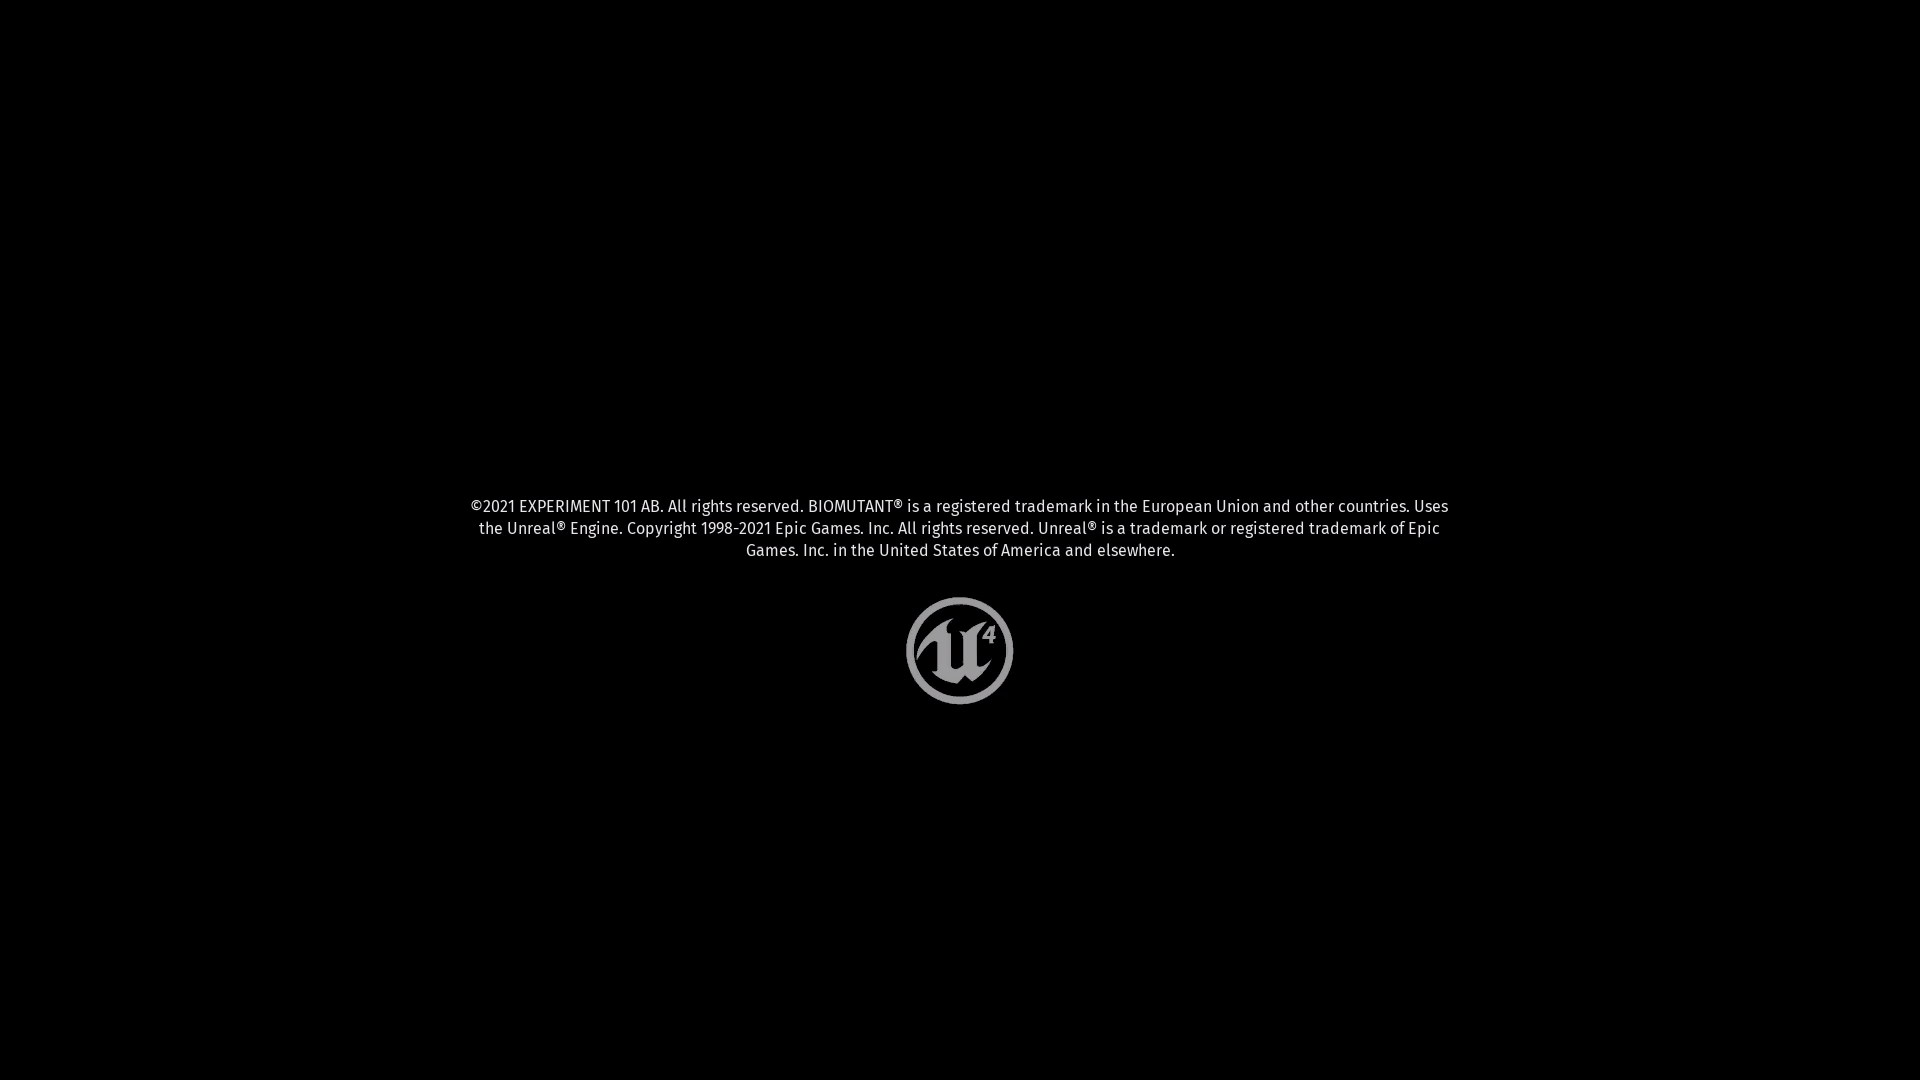 ©2021 EXPERIMENT 101 AB. All rights reserved. BIOMUTANT® is a registered trademark in the European Union and other countries. Uses
the Unreal® Engine. Copyright 1998-2021 Epic Games. Inc. All rights reserved. Unreal® is a trademark or registered trademark of Epic
Games. Inc. in the United States of America and elsewhere.
U4